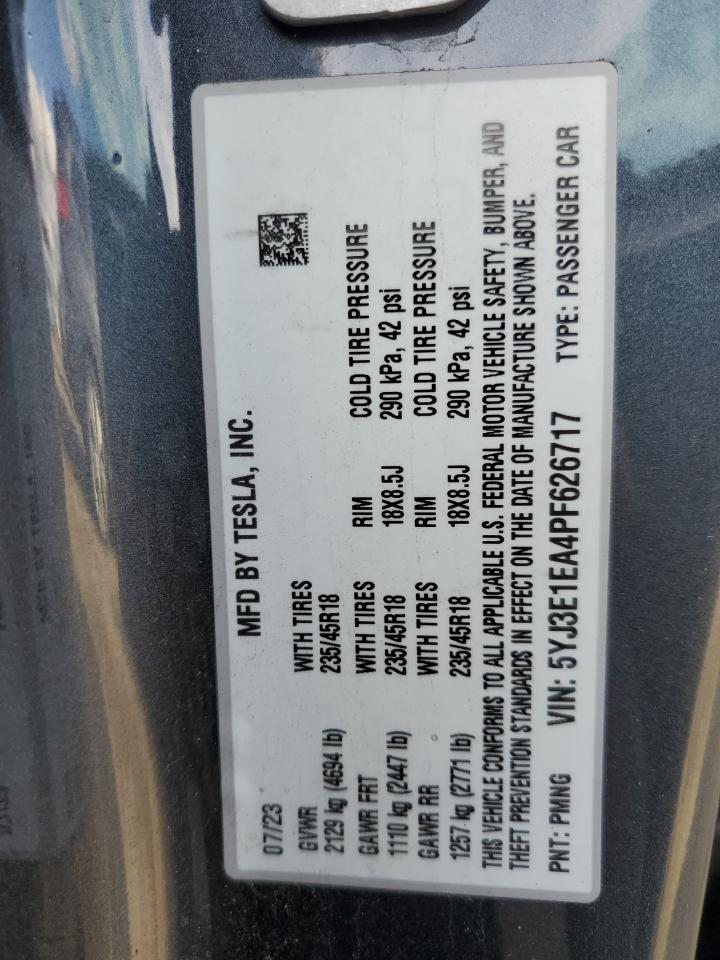 MFD BY TESLA, INC.
07/23
GVWR WITH TIRES
2129 kg (4694 lb) 235/45R18
GAWR FRT WITH TIRES RIM COLD TIRE PRESSURE
1110 kg (2447 lb) 235/45R18 18X8.5J 290 kPa, 42 psi
GAWR RR WITH TIRES RIM COLD TIRE PRESSURE
1257 kg (2771 lb) 235/45R18 18X8.5J 290 kPa, 42 psi
THIS VEHICLE CONFORMS TO ALL APPLICABLE U.S. FEDERAL MOTOR VEHICLE SAFETY, BUMPER, AND
THEFT PREVENTION STANDARDS IN EFFECT ON THE DATE OF MANUFACTURE SHOWN ABOVE.
PNT: PMNG VIN: 5YJ3E1EA4PF626717 TYPE: PASSENGER CAR